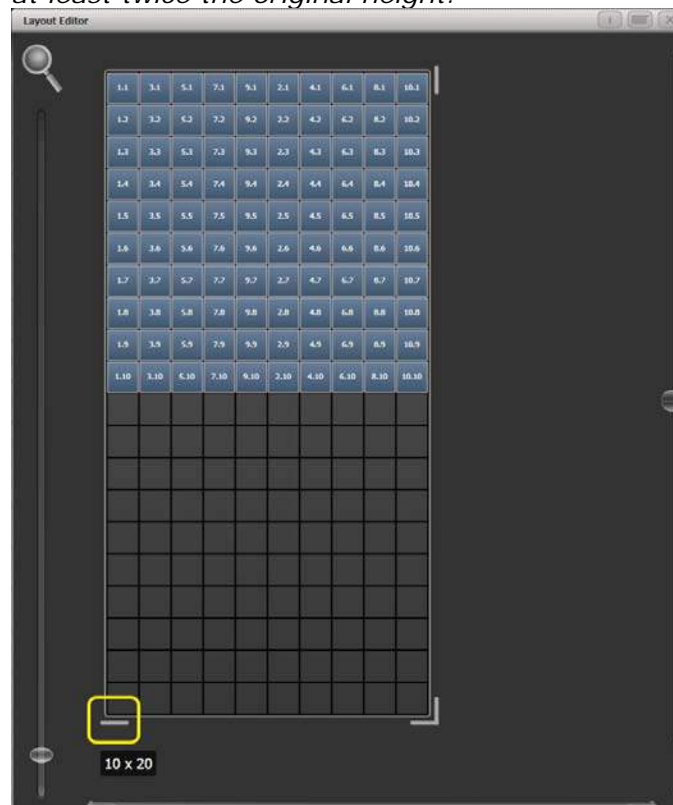 at least twice the original height.
Layout Editor
1.1 3.1 5.1 7.1 9.1 2.1 4.1 6.1 8.1 10.1
1.2 3.2 5.2 7.2 9.2 2.2 4.2 6.2 8.2 10.2
1.3 3.3 5.3 7.3 9.3 2.3 4.3 6.3 8.3 10.3
1.4 3.4 5.4 7.4 9.4 2.4 4.4 6.4 8.4 10.4
1.5 3.5 5.5 7.5 9.5 2.5 4.5 6.5 8.5 10.5
1.6 3.6 5.6 7.6 9.6 2.6 4.6 6.6 8.6 10.6
1.7 3.7 5.7 7.7 9.7 2.7 4.7 6.7 8.7 10.7
1.8 3.8 5.8 7.8 9.8 2.8 4.8 6.8 8.8 10.8
1.9 3.9 5.9 7.9 9.9 2.9 4.9 6.9 8.9 10.9
1.10 3.10 5.10 7.10 9.10 2.10 4.10 6.10 8.10 10.10
10 x 20